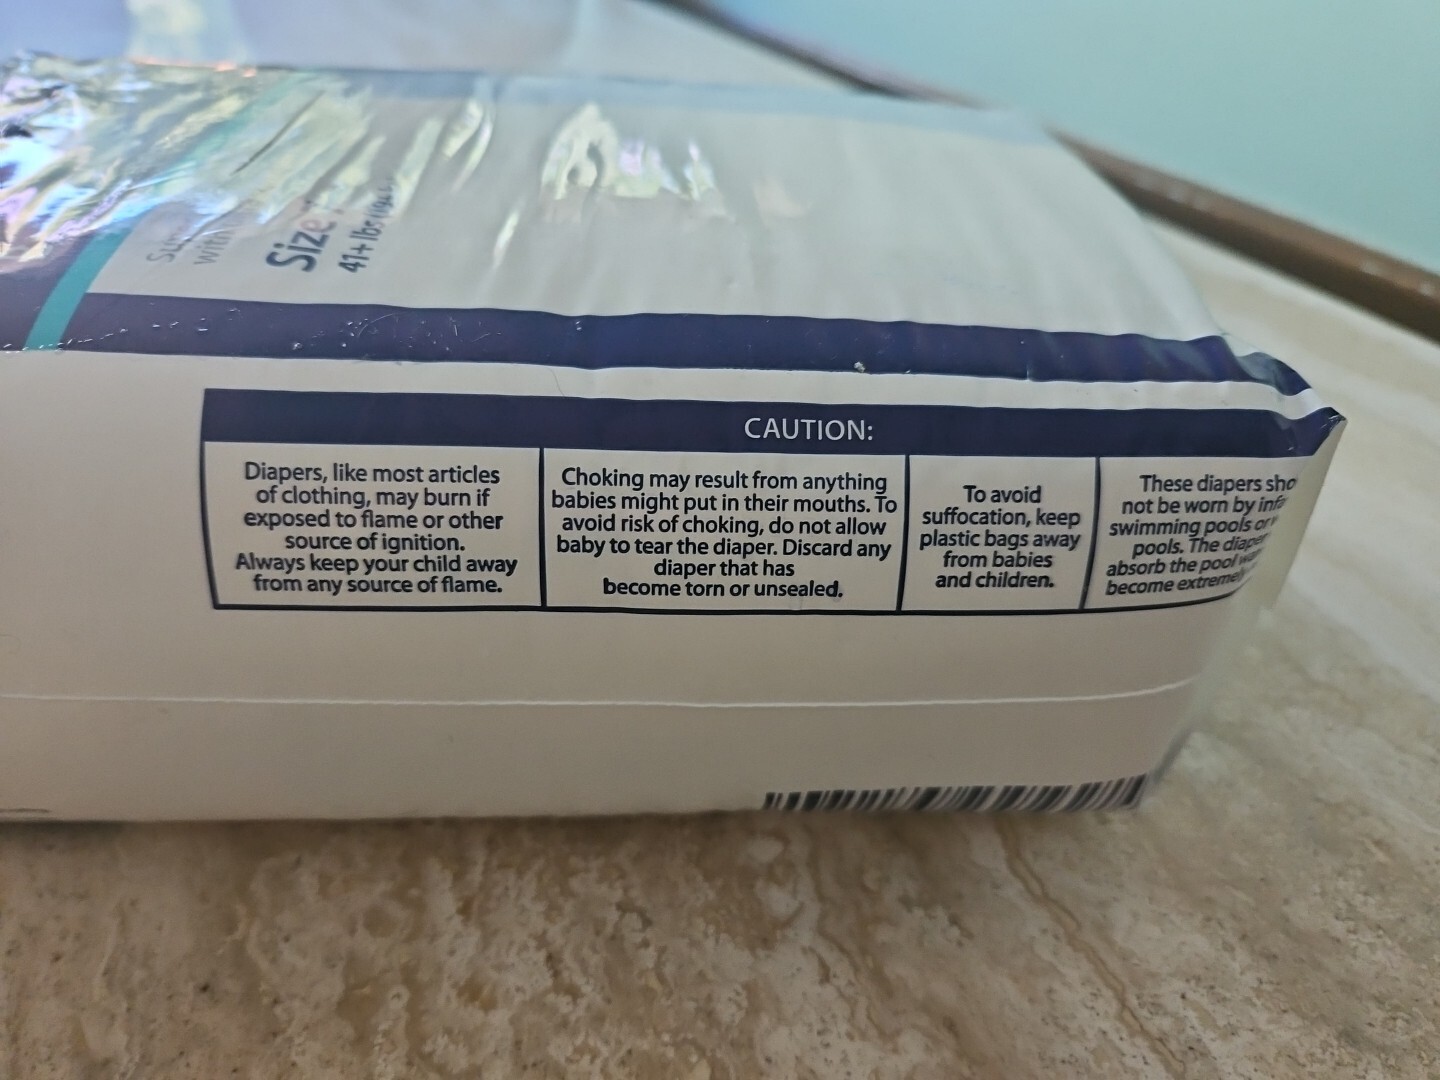 with
Size
41+ lbs
CAUTION:
Diapers, like most articles
of clothing, may burn if
exposed to flame or other
source of ignition.
Always keep your child away
from any source of flame.
Choking may result from anything
babies might put in their mouths. To
avoid risk of choking, do not allow
baby to tear the diaper. Discard any
diaper that has
become torn or unsealed.
To avoid
suffocation, keep
plastic bags away
from babies
and children.
These diapers
not be worn by
swimming pools
pools. The diaper
absorb the pool
become